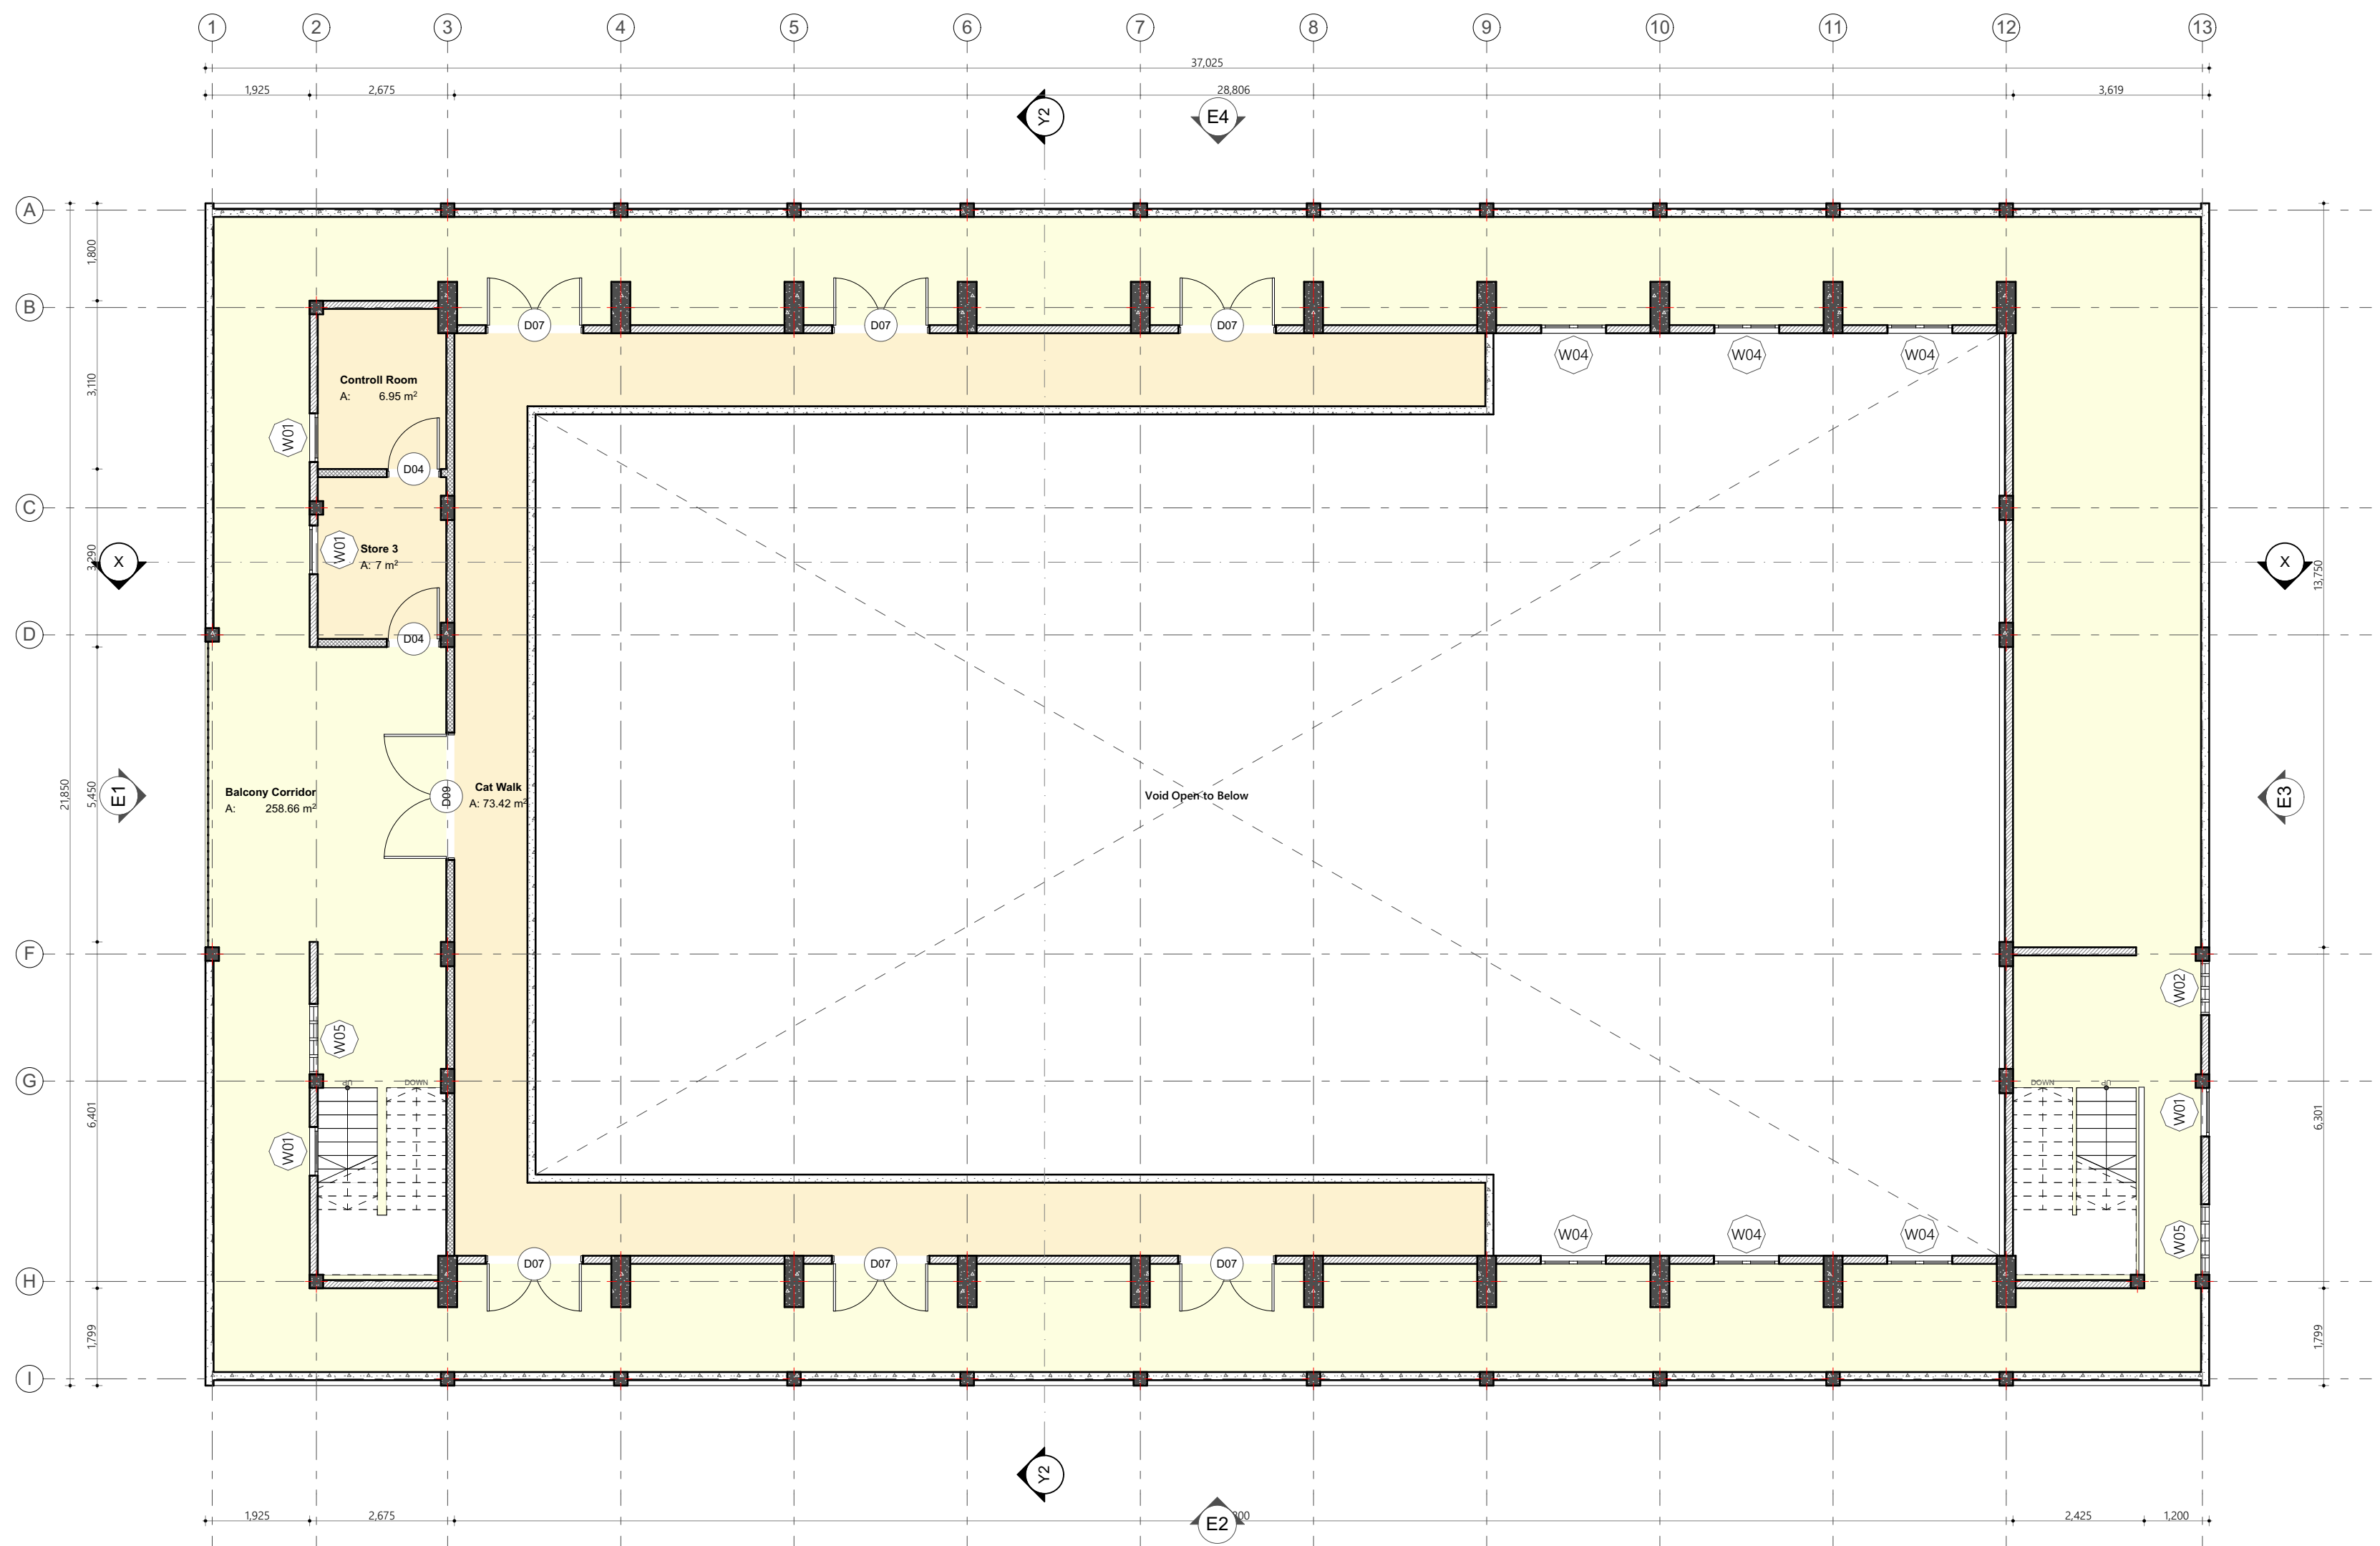 1 2 3 4 5 6 7 8 9 10 11 12 13
37,025
1,925 2,675 28,806 3,619
Y2 E4
A
1,800
B
D07 D07 D07
W04 W04 W04
Controll Room
A: 6.95 m²
3,110
W01
D04
C
W01
Store 3
A: 7 m²
3,290
X X
13,750
D
D04
21,850
5,450
E1
Balcony Corridor
A: 258.66 m²
D09
Cat Walk
A: 73.42 m²
Void Open to Below
E3
F
W02
W05
G
UP DOWN
DOWN UP
W01
6,401
6,301
W01
W04 W04 W04
W05
D07 D07 D07
H
1,799
1,799
I
Y2
1,925 2,675 E2 2,425 1,200